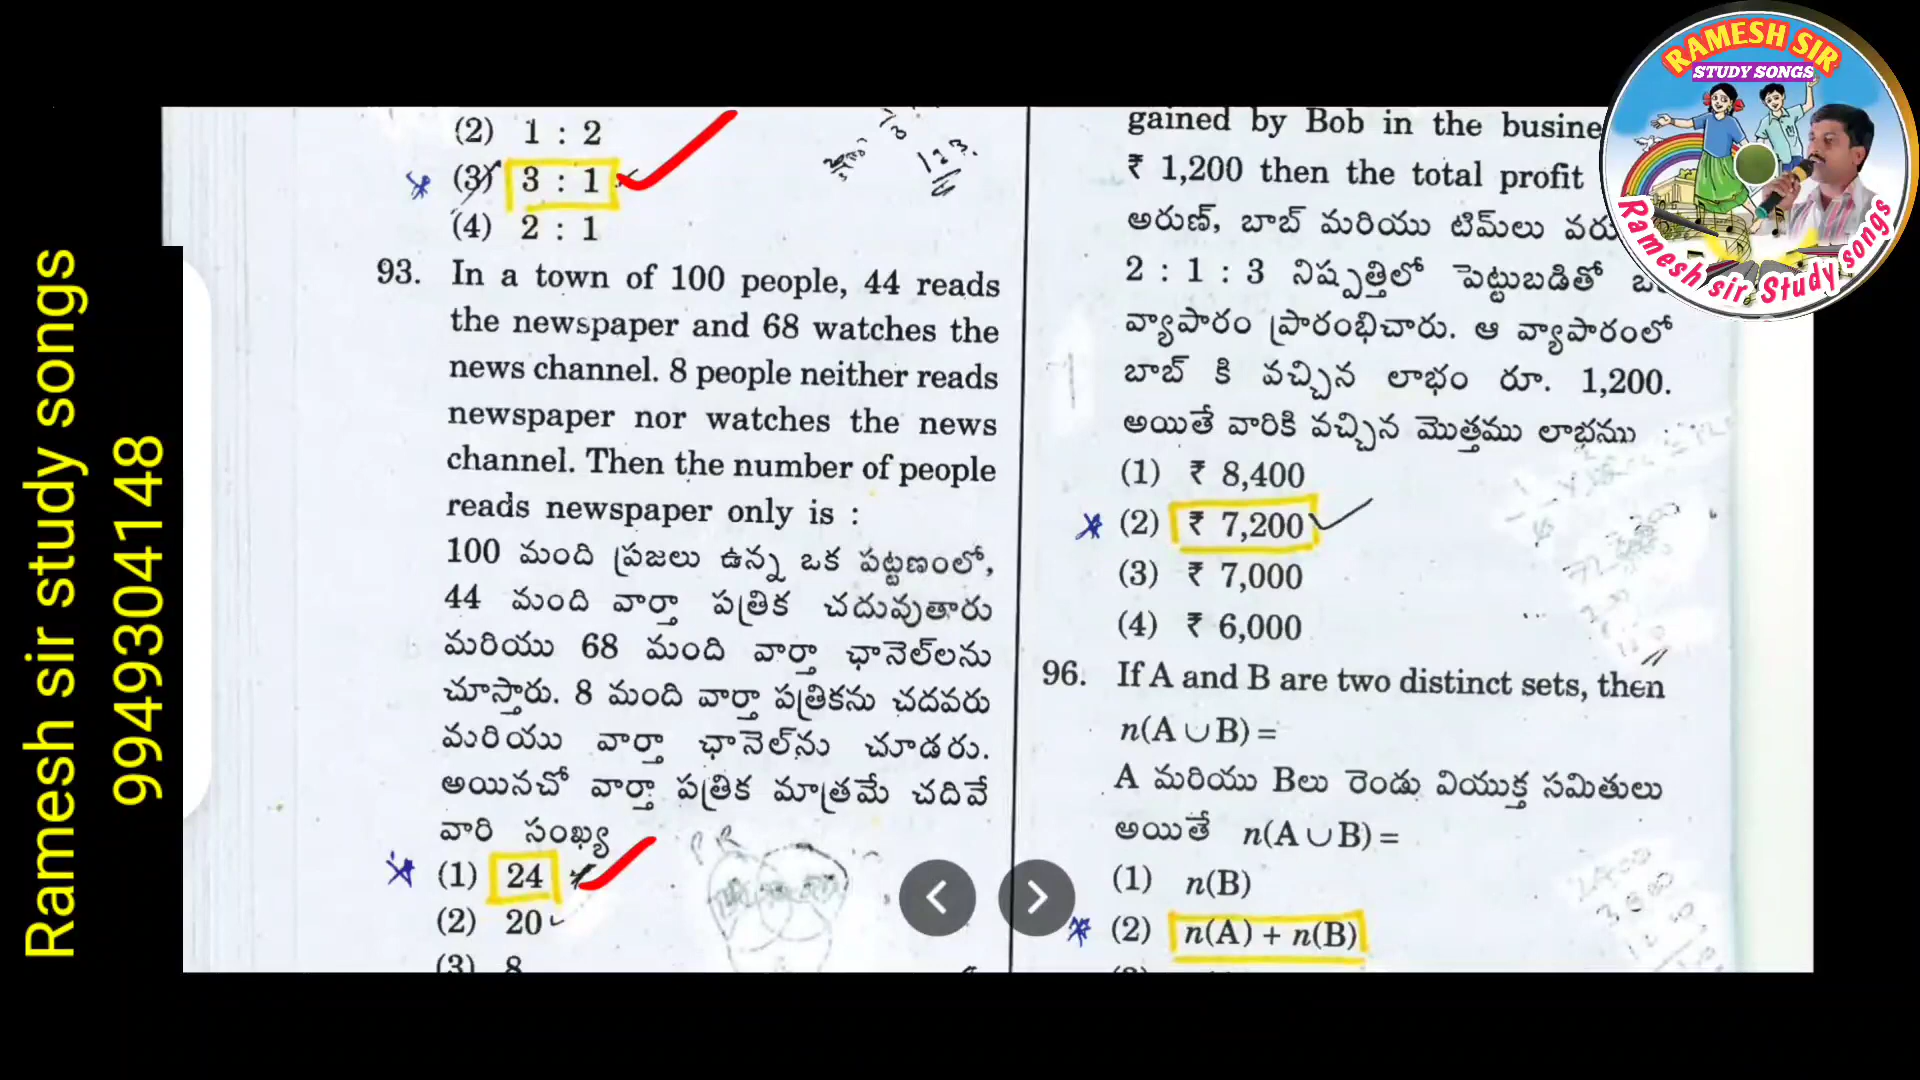 Ramesh sir study songs
9949304148
RAMESH SIR
STUDY SONGS
Ramesh sir Study songs
(2) 1 : 2
(3) 3 : 1
(4) 2 : 1
93. In a town of 100 people, 44 reads
the newspaper and 68 watches the
news channel. 8 people neither reads
newspaper nor watches the news
channel. Then the number of people
reads newspaper only is :
100 మంది ప్రజలు ఉన్న ఒక పట్టణంలో,
44 మంది వార్తా పత్రిక చదువుతారు
మరియు 68 మంది వార్తా ఛానెల్‌లను
చూస్తారు. 8 మంది వార్తా పత్రికను చదవరు
మరియు వార్తా ఛానెల్‌ను చూడరు.
అయినచో వార్తా పత్రిక మాత్రమే చదివే
వారి సంఖ్య
(1) 24
(2) 20
(3) 8
gained by Bob in the busine
₹ 1,200 then the total profit
అరుణ్, బాబ్ మరియు టిమ్‌లు
2 : 1 : 3 నిష్పత్తిలో పెట్టుబడితో
వ్యాపారం ప్రారంభిచారు. ఆ వ్యాపారంలో
బాబ్ కి వచ్చిన లాభం రూ. 1,200.
అయితే వారికి వచ్చిన మొత్తము లాభము
(1) ₹ 8,400
(2) ₹ 7,200
(3) ₹ 7,000
(4) ₹ 6,000
96. If A and B are two distinct sets, then
n(A ∪ B) =
A మరియు Bలు రెండు వియుక్త సమితులు
అయితే n(A ∪ B) =
(1) n(B)
(2) n(A) + n(B)